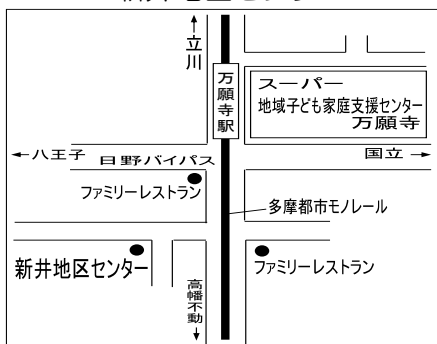 ↑立川
万願寺駅
スーパー
地域子ども家庭支援センター
万願寺
←八王子
日野バイパス
国立→
ファミリーレストラン
多摩都市モノレール
新井地区センター
ファミリーレストラン
高幡不動↓